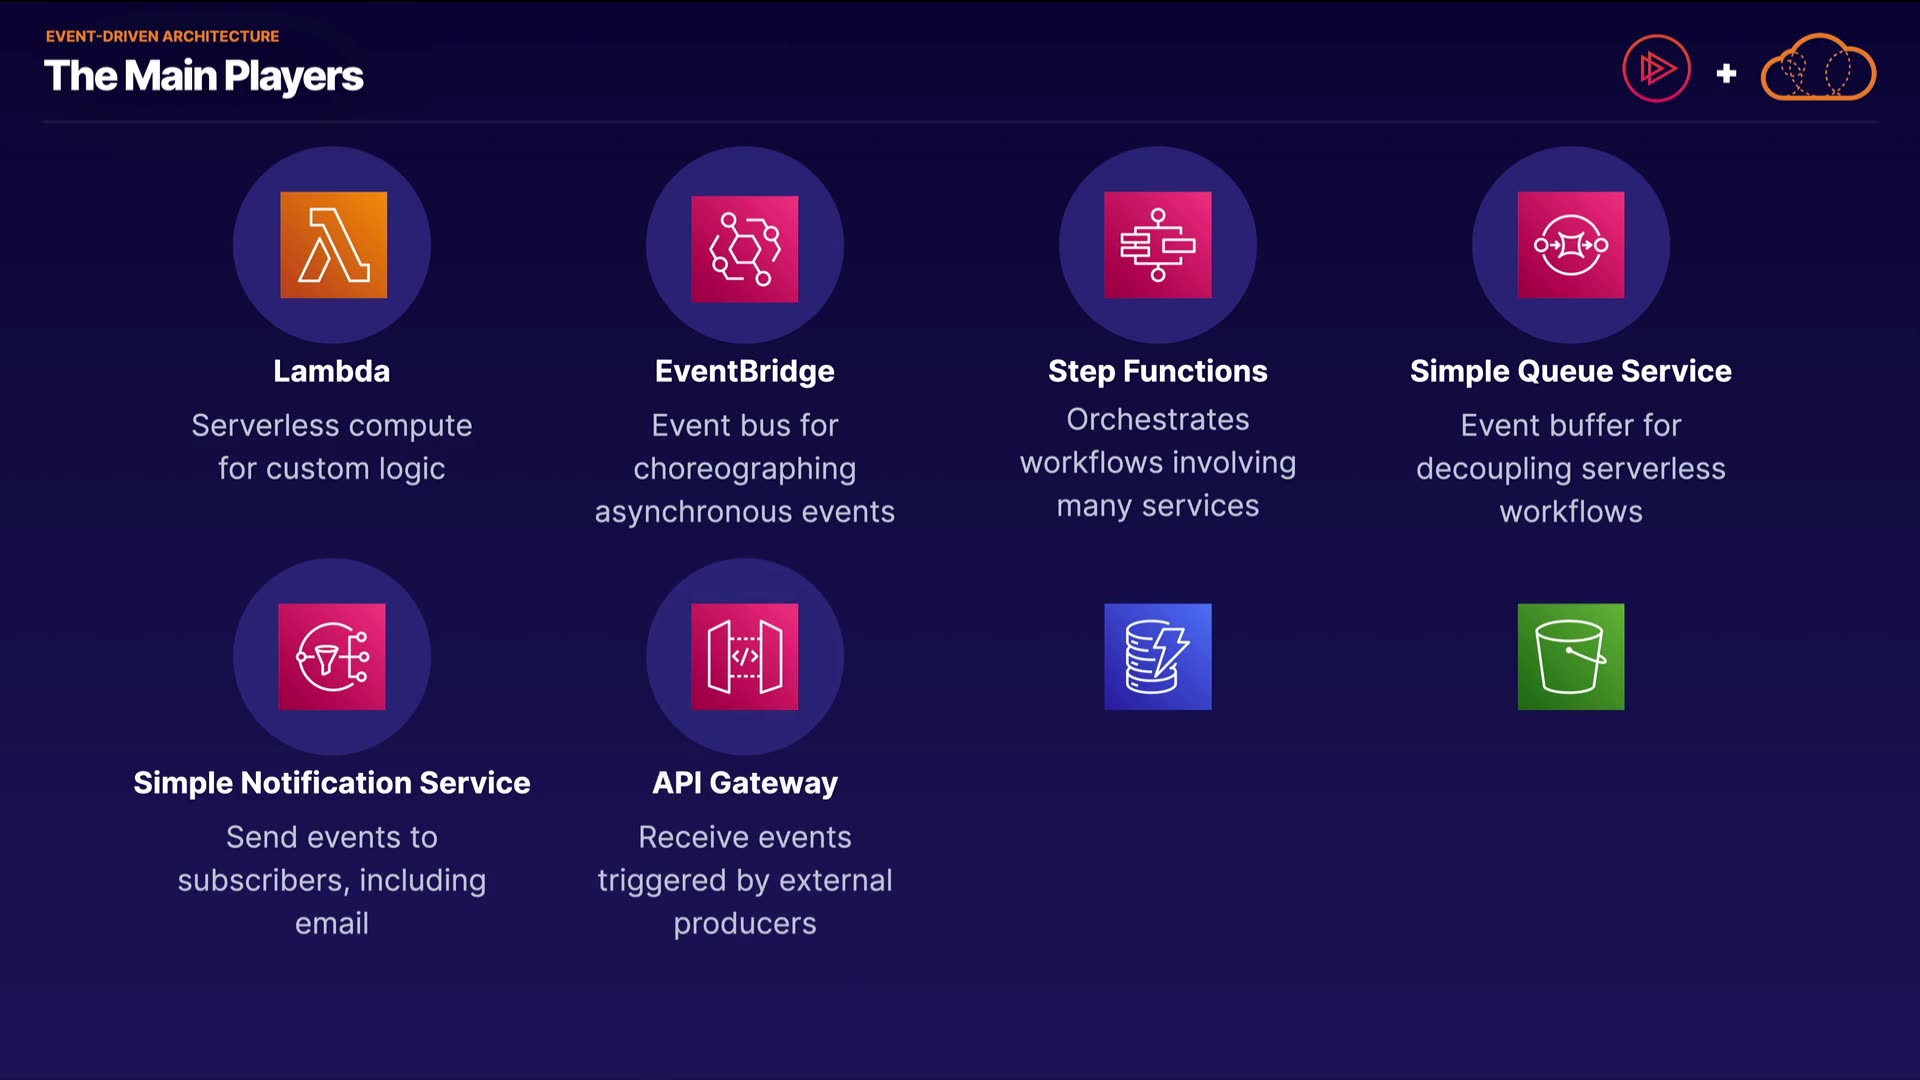 EVENT-DRIVEN ARCHITECTURE
The Main Players
Lambda
Serverless compute
for custom logic
EventBridge
Event bus for
choreographing
asynchronous events
Step Functions
Orchestrates
workflows involving
many services
Simple Queue Service
Event buffer for
decoupling serverless
workflows
Simple Notification Service
Send events to
subscribers, including
email
API Gateway
Receive events
triggered by external
producers